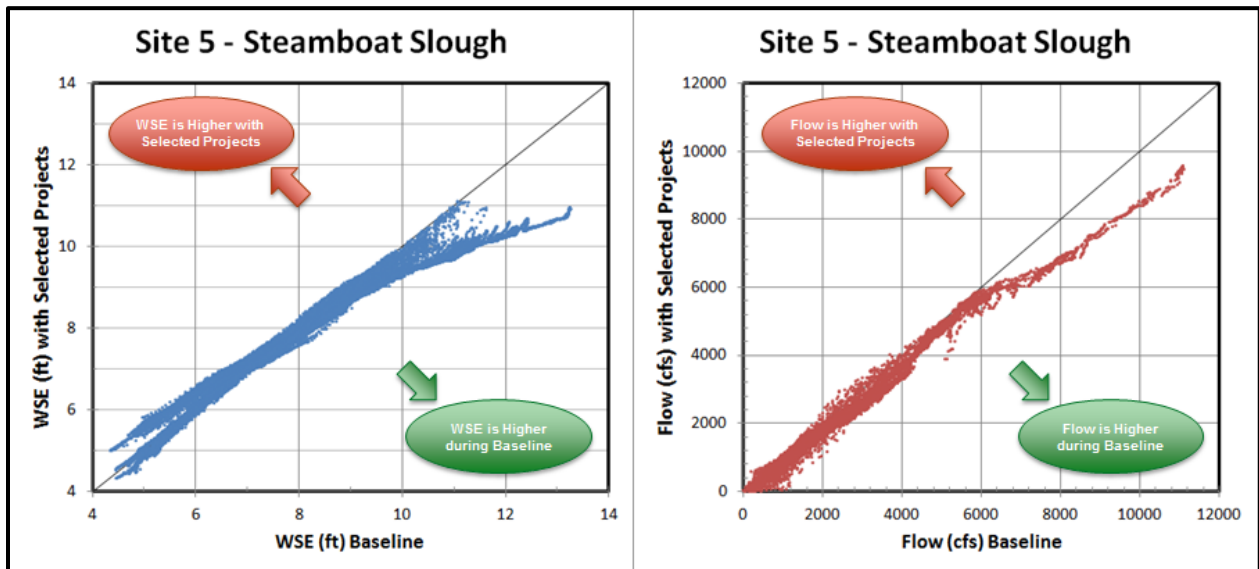 Site 5 - Steamboat Slough
14
12
10
8
6
4
4
6
8
10
12
14
WSE (ft) with Selected Projects
WSE (ft) Baseline
WSE is Higher with
Selected Projects
WSE is Higher
during Baseline
Site 5 - Steamboat Slough
12000
10000
8000
6000
4000
2000
0
0
2000
4000
6000
8000
10000
12000
Flow (cfs) with Selected Projects
Flow (cfs) Baseline
Flow is Higher with
Selected Projects
Flow is Higher
during Baseline